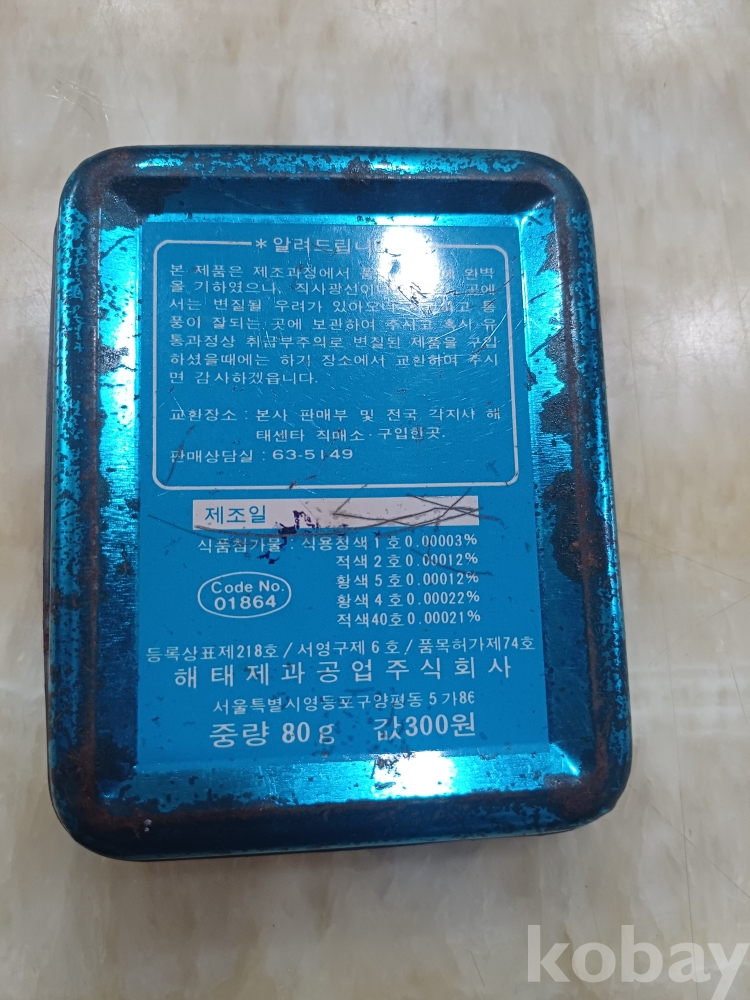 *알려드립니
본 제품은 제조과정에서 완벽
을 기하였으나, 직사광선이 곳에
서는 변질될 우려가 있아오니 통
풍이 잘되는 곳에 보관하여 주시고 혹시 유
통과정상 취급부주의로 변질된 제품을 구입
하셨을때에는 하기 장소에서 교환하여 주시
면 감사하겠읍니다.
교환장소 : 본사 판매부 및 전국 각지사 해
태센타 직매소·구입한곳.
판매상담실 : 63-5149
제조일
식품첨가물 : 식용청색 1 호 0.00003%
적색 2 호 0.00012%
황색 5 호 0.00012%
황색 4 호 0.00022%
적색40호 0.00021%
Code No.
01864
등록상표제218호 / 서영구제 6 호 / 품목허가제74호
해태제과공업주식회사
서울특별시영등포구양평동 5 가86
중량 80g 값300원
kobay